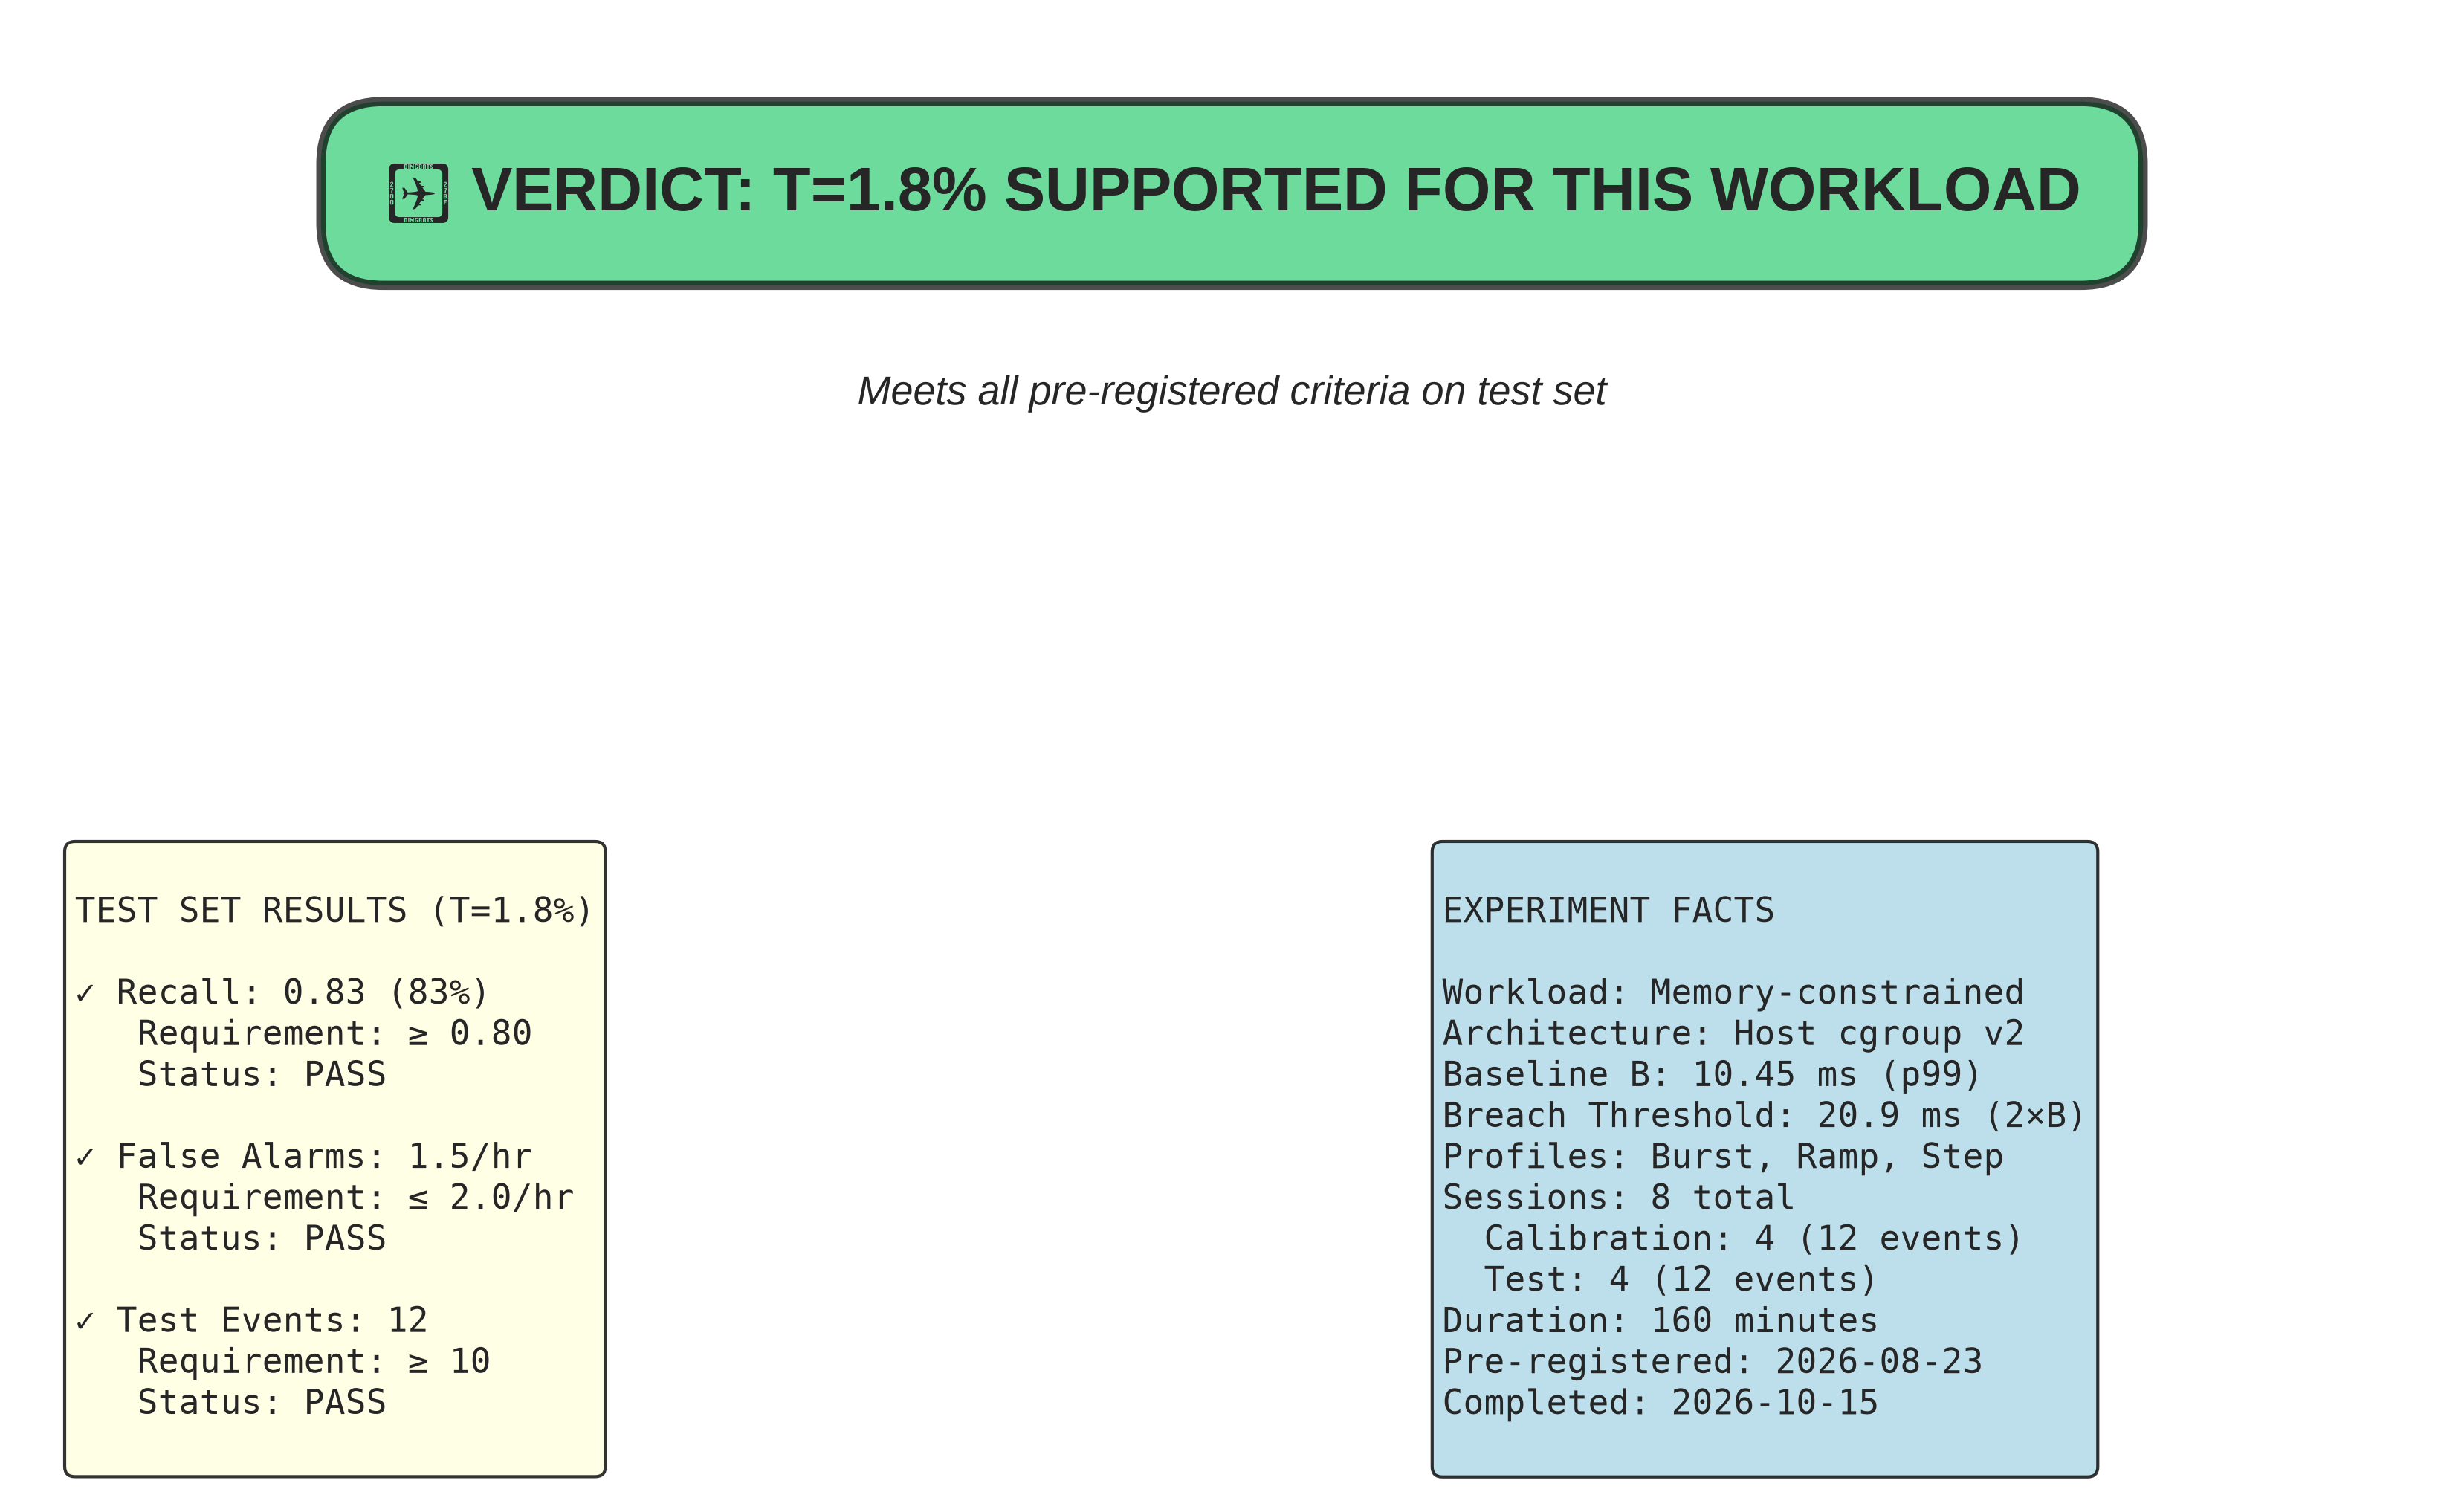 VERDICT: T=1.8% SUPPORTED FOR THIS WORKLOAD
Meets all pre-registered criteria on test set
TEST SET RESULTS (T=1.8%)
✓ Recall: 0.83 (83%)
Requirement: ≥ 0.80
Status: PASS
✓ False Alarms: 1.5/hr
Requirement: ≤ 2.0/hr
Status: PASS
✓ Test Events: 12
Requirement: ≥ 10
Status: PASS
EXPERIMENT FACTS
Workload: Memory-constrained
Architecture: Host cgroup v2
Baseline B: 10.45 ms (p99)
Breach Threshold: 20.9 ms (2×B)
Profiles: Burst, Ramp, Step
Sessions: 8 total
Calibration: 4 (12 events)
Test: 4 (12 events)
Duration: 160 minutes
Pre-registered: 2026-08-23
Completed: 2026-10-15